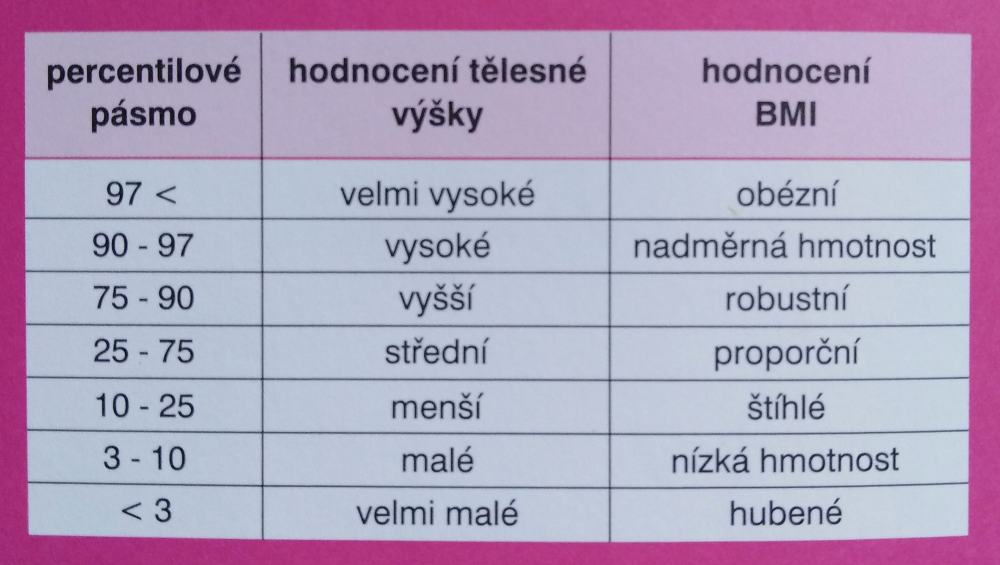 percentilové pásmo hodnocení tělesné výšky hodnocení BMI
97 < velmi vysoké obézní
90 - 97 vysoké nadměrná hmotnost
75 - 90 vyšší robustní
25 - 75 střední proporční
10 - 25 menší štíhlé
3 - 10 malé nízká hmotnost
< 3 velmi malé hubené